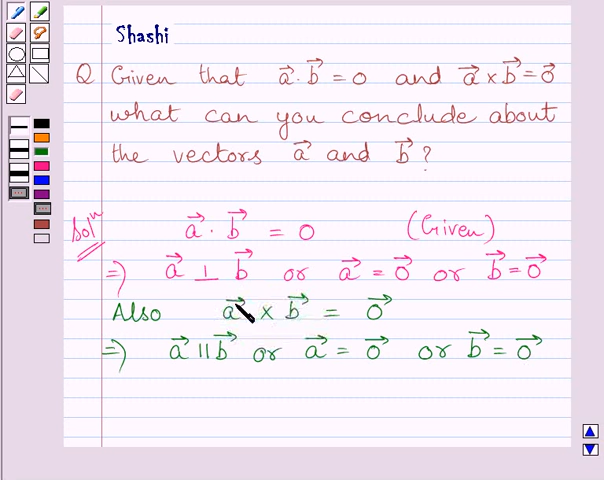 Shashi
Q Given that a⃗ . b⃗ = 0 and a⃗ x b⃗ = 0⃗
what can you conclude about
the vectors a⃗ and b⃗ ?
Solⁿ a⃗ . b⃗ = 0 (Given)
=) a⃗ ⊥ b⃗ or a⃗ = 0⃗ or b⃗ = 0⃗
Also a⃗ x b⃗ = 0⃗
=) a⃗ || b⃗ or a⃗ = 0⃗ or b⃗ = 0⃗